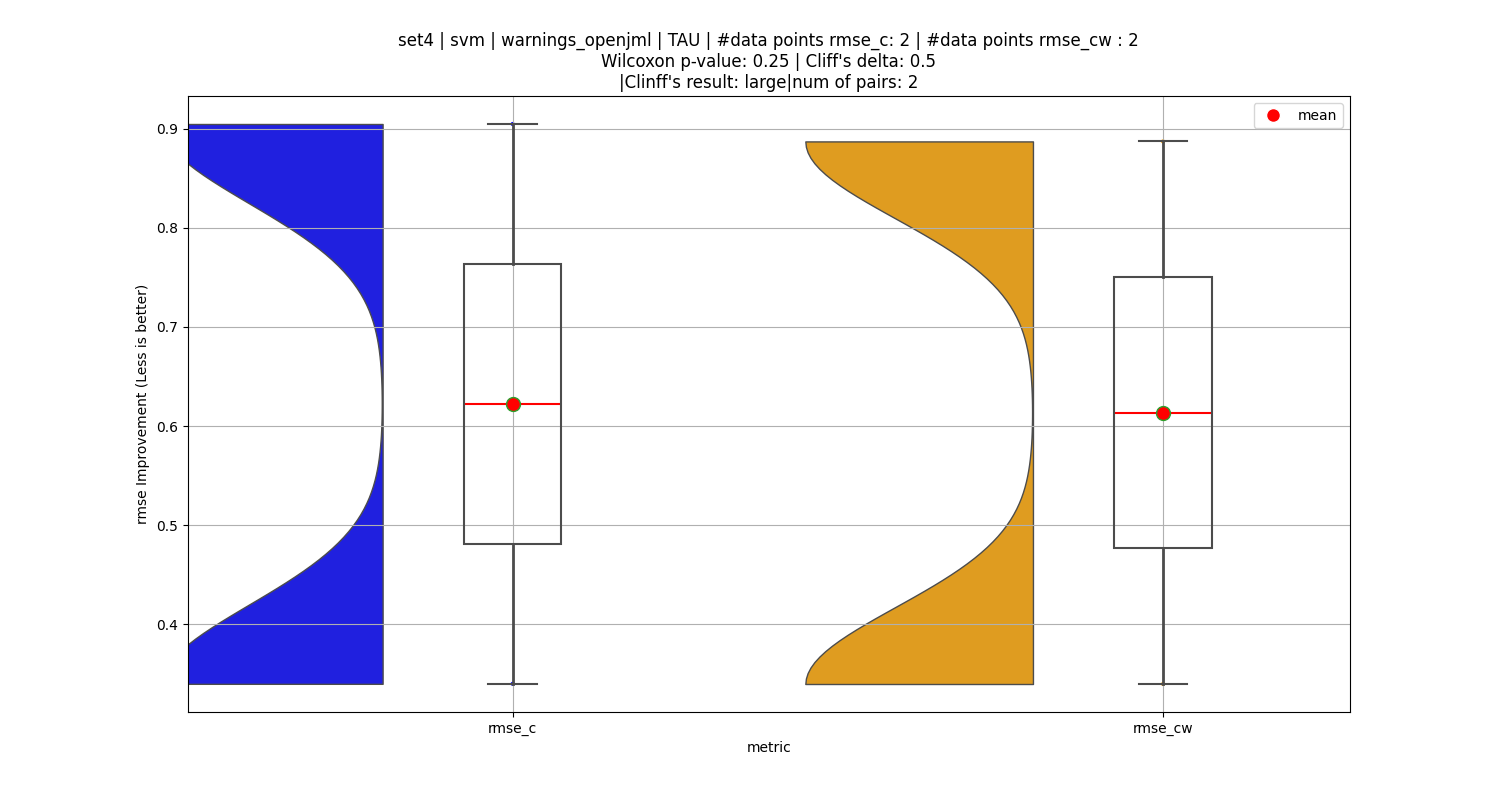 set4 | svm | warnings_openjml | TAU | #data points rmse_c: 2 | #data points rmse_cw : 2
Wilcoxon p-value: 0.25 | Cliff's delta: 0.5
|Clinff's result: large|num of pairs: 2
mean
rmse Improvement (Less is better)
0.9
0.8
0.7
0.6
0.5
0.4
rmse_c
rmse_cw
metric